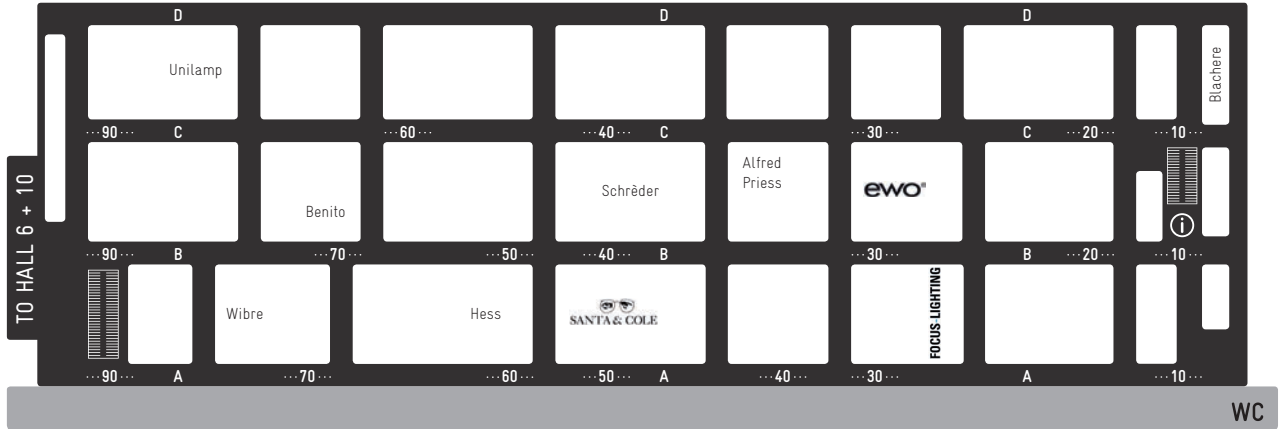 D D D
Unilamp
Blachere
···90··· C ···60··· ···40··· C ···30··· C ···20··· ···10···
Alfred
Priess
Schrèder
ewo®
Benito
TO HALL 6 + 10
i
···90··· B ···70··· ···50··· ···40··· B ···30··· B ···20··· ···10···
Wibre
Hess
SANTA & COLE
FOCUS-LIGHTING
···90··· A ···70··· ···60··· ···50··· A ···40··· ···30··· A ···10···
WC